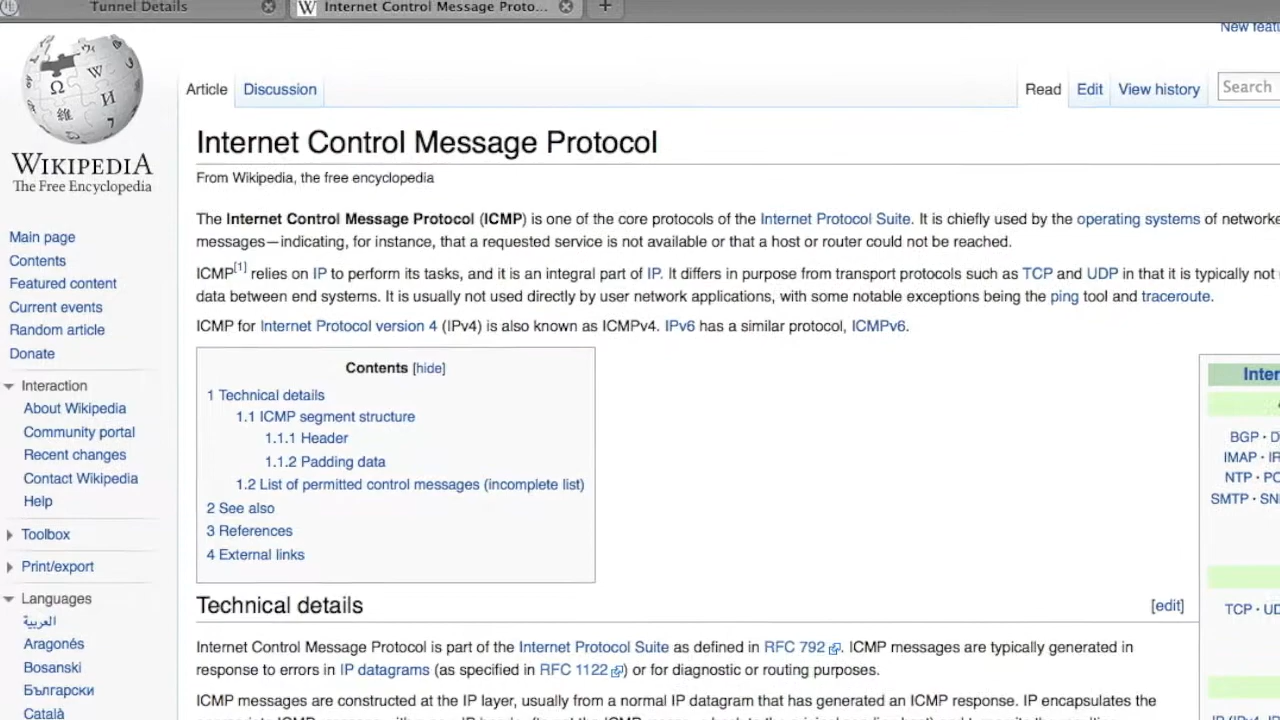 Tunnel Details
Internet Control Message Proto...
New featu
WIKIPEDIA
The Free Encyclopedia
Article
Discussion
Read
Edit
View history
Search
Internet Control Message Protocol
From Wikipedia, the free encyclopedia
The Internet Control Message Protocol (ICMP) is one of the core protocols of the Internet Protocol Suite. It is chiefly used by the operating systems of networke
messages—indicating, for instance, that a requested service is not available or that a host or router could not be reached.
ICMP[1] relies on IP to perform its tasks, and it is an integral part of IP. It differs in purpose from transport protocols such as TCP and UDP in that it is typically not
data between end systems. It is usually not used directly by user network applications, with some notable exceptions being the ping tool and traceroute.
ICMP for Internet Protocol version 4 (IPv4) is also known as ICMPv4. IPv6 has a similar protocol, ICMPv6.
Main page
Contents
Featured content
Current events
Random article
Donate
Interaction
About Wikipedia
Community portal
Recent changes
Contact Wikipedia
Help
Toolbox
Print/export
Languages
العربية
Aragonés
Bosanski
Български
Català
Contents [hide]
1 Technical details
1.1 ICMP segment structure
1.1.1 Header
1.1.2 Padding data
1.2 List of permitted control messages (incomplete list)
2 See also
3 References
4 External links
Inter
BGP · D
IMAP · IR
NTP · PO
SMTP · SN
TCP · UD
Technical details
[edit]
Internet Control Message Protocol is part of the Internet Protocol Suite as defined in RFC 792. ICMP messages are typically generated in
response to errors in IP datagrams (as specified in RFC 1122) or for diagnostic or routing purposes.
ICMP messages are constructed at the IP layer, usually from a normal IP datagram that has generated an ICMP response. IP encapsulates the